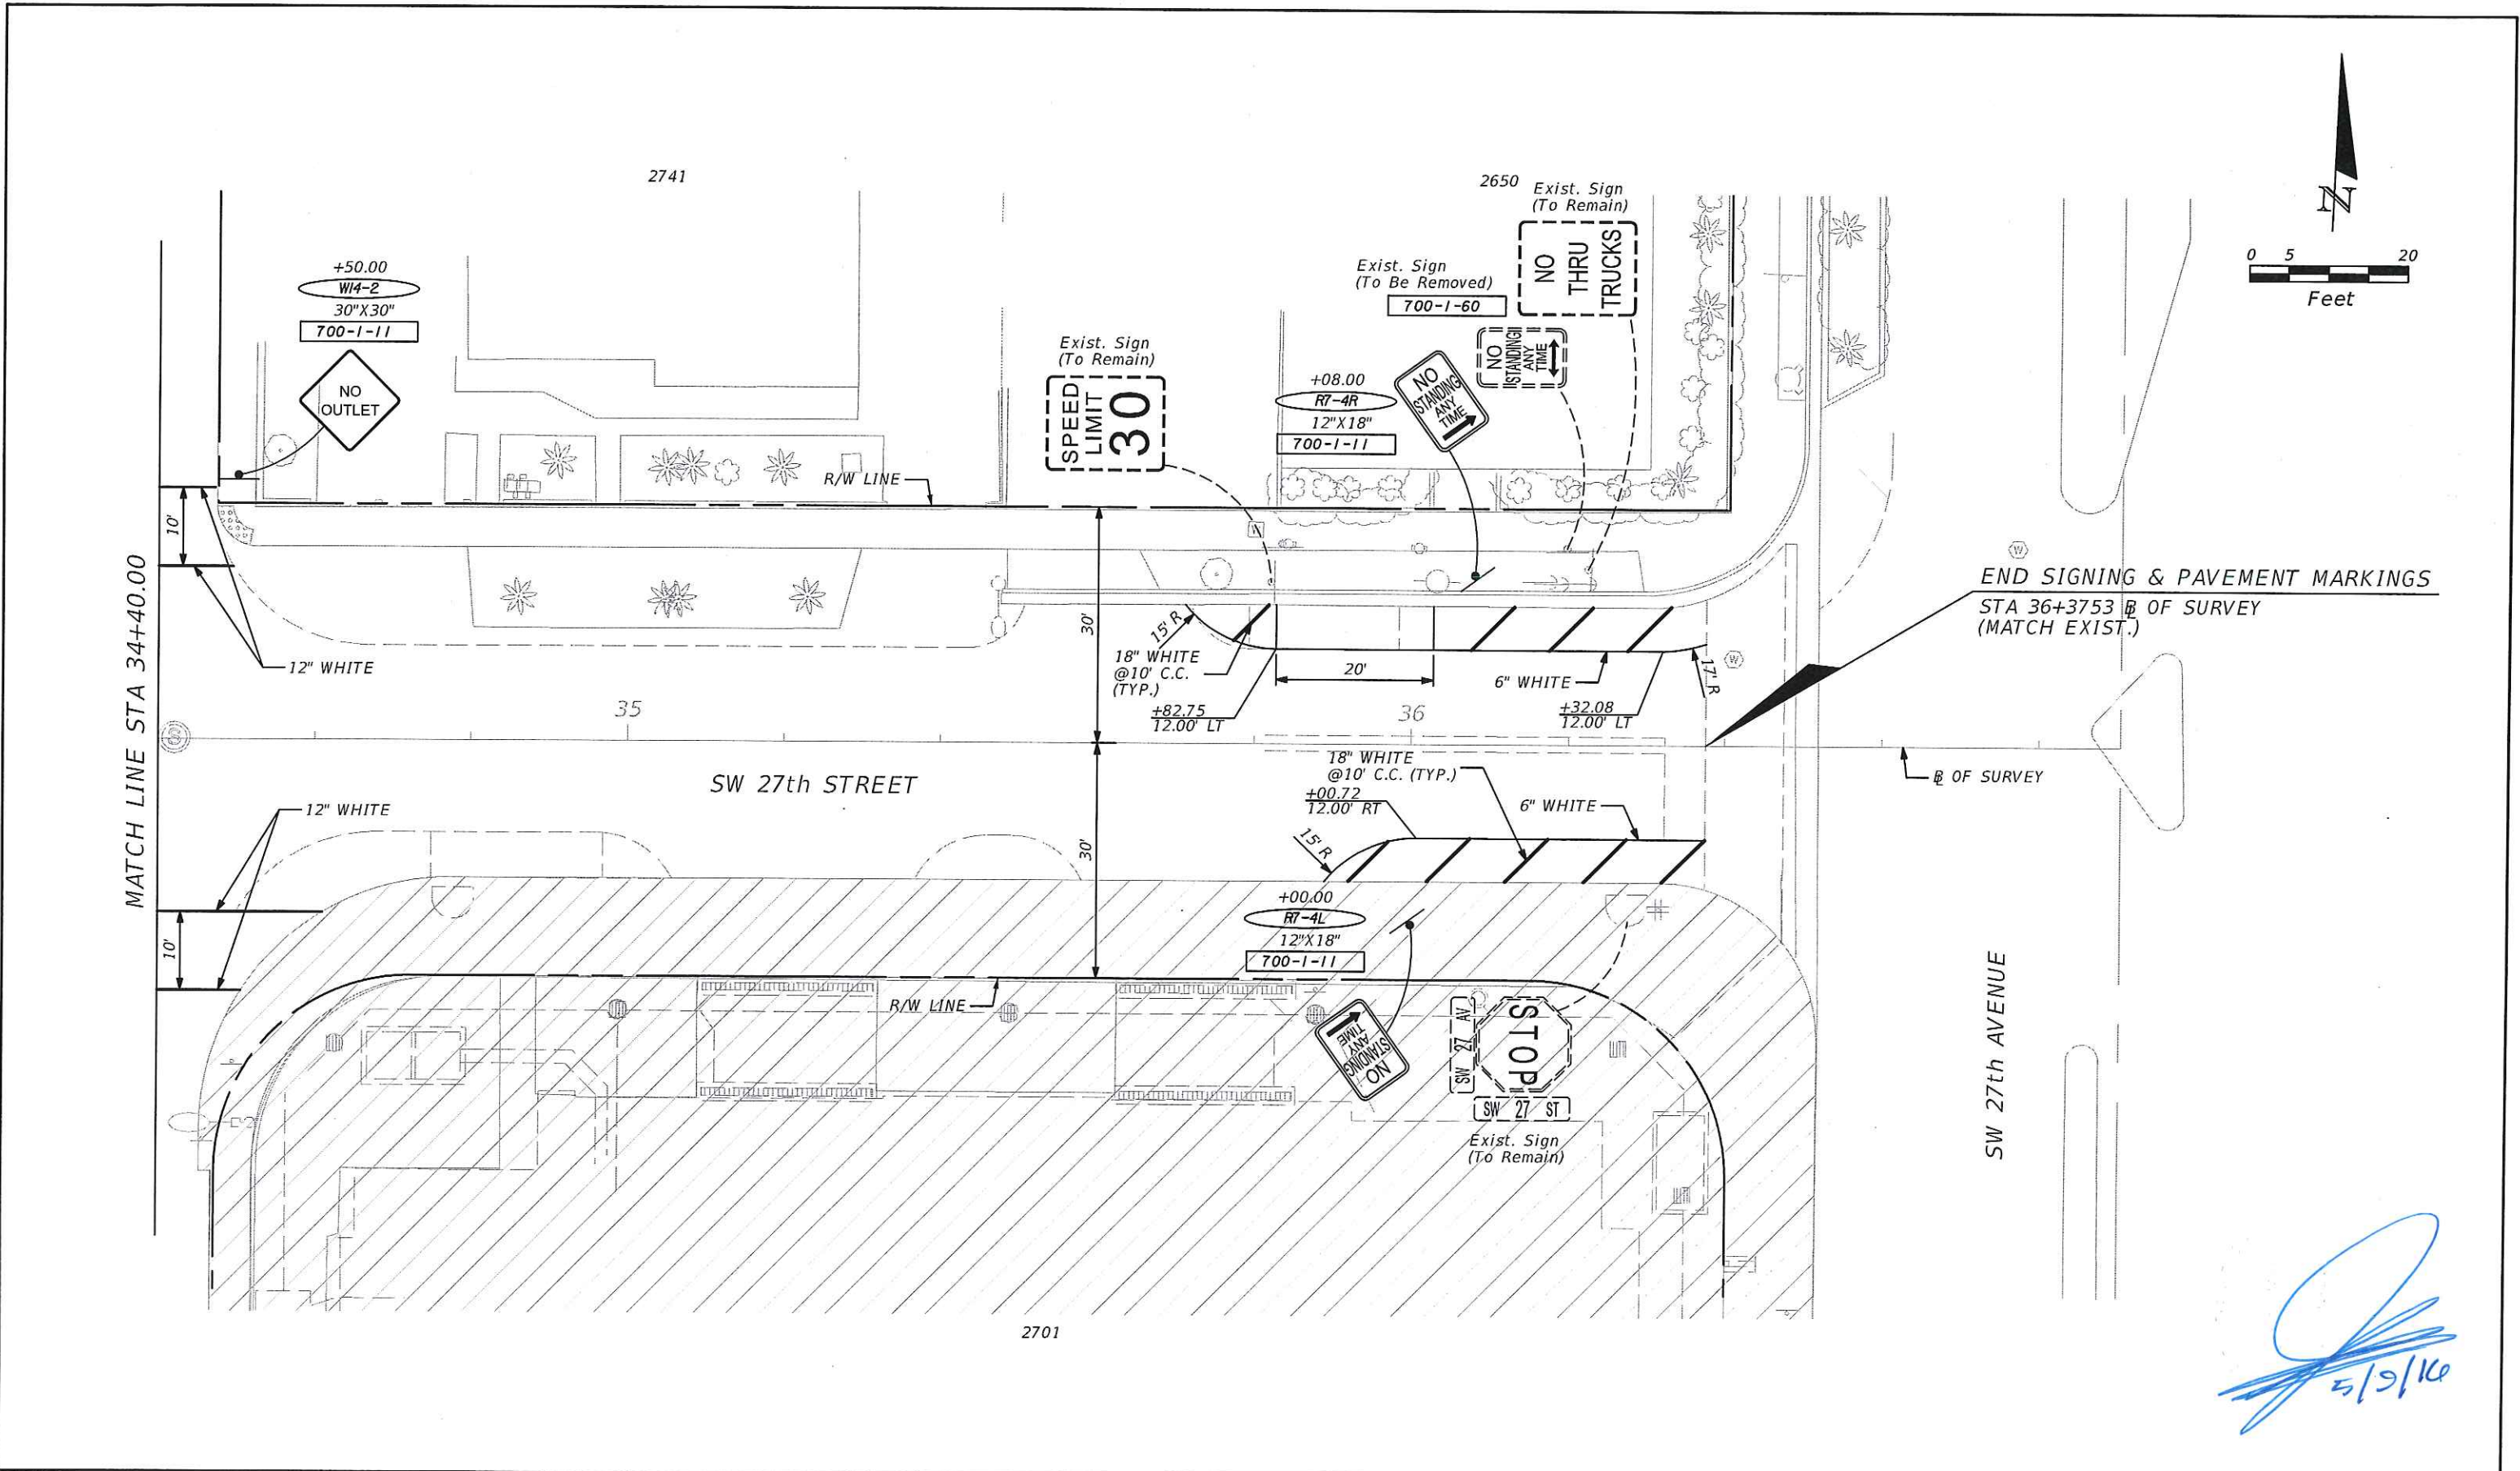 2741
2650
Exist. Sign
(To Remain)
NO
THRU
TRUCKS
N
0 5 20
Feet
+50.00
W14-2
30"X30"
700-1-11
NO
OUTLET
Exist. Sign
(To Be Removed)
700-1-60
NO
STANDING
ANY
TIME
Exist. Sign
(To Remain)
SPEED
LIMIT
30
+08.00
R7-4R
12"X18"
700-1-11
NO
STANDING
ANY
TIME
R/W LINE
10'
30'
W
W
END SIGNING & PAVEMENT MARKINGS
STA 36+3753 BL OF SURVEY
(MATCH EXIST.)
MATCH LINE STA 34+40.00
12" WHITE
15' R
18" WHITE
@10' C.C.
(TYP.)
20'
6" WHITE
17' R
+82.75
12.00' LT
+32.08
12.00' LT
35
36
S
SW 27th STREET
18" WHITE
@10' C.C. (TYP.)
BL OF SURVEY
+00.72
12.00' RT
6" WHITE
12" WHITE
15' R
30'
10'
+00.00
R7-4L
12"X18"
700-1-11
R/W LINE
NO
STANDING
ANY
TIME
SW 27 AV
STOP
SW 27 ST
Exist. Sign
(To Remain)
SW 27th AVENUE
2701
5/9/16